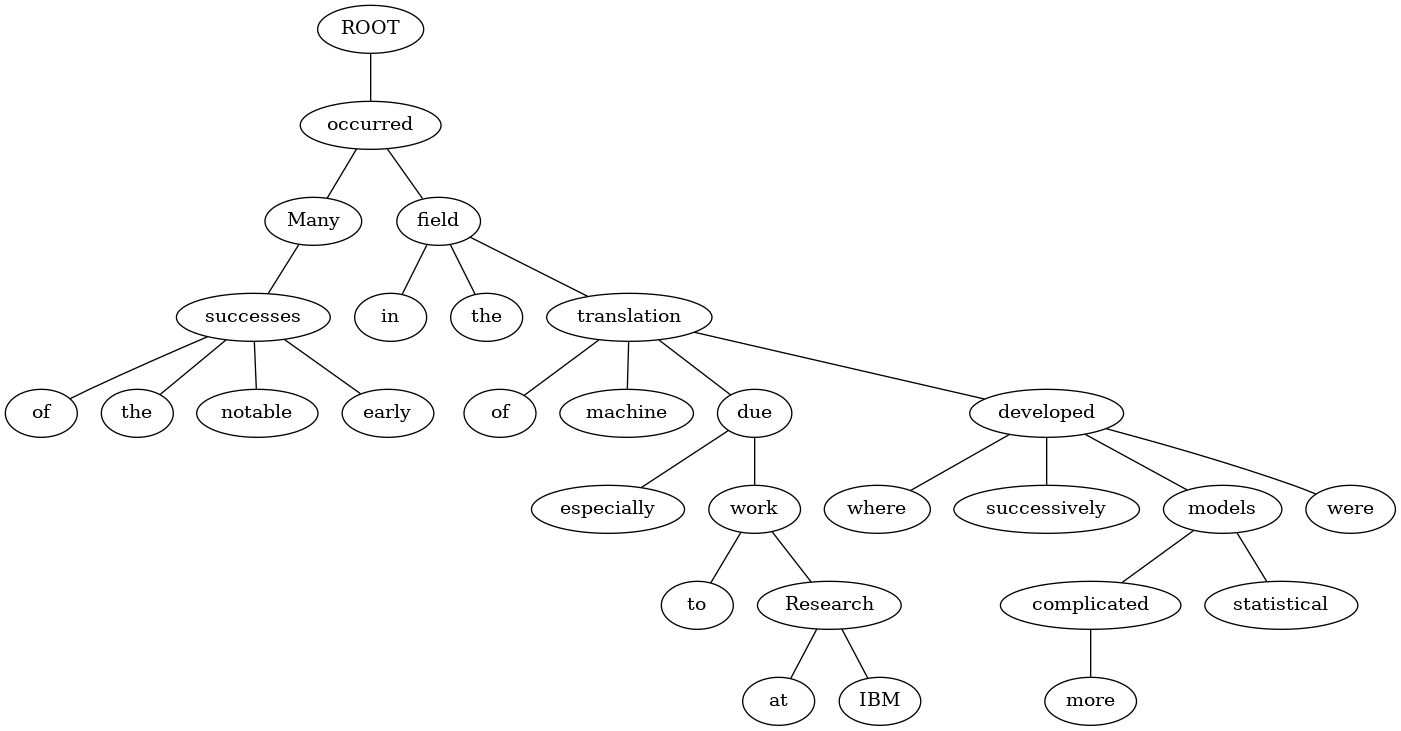 ROOT
occurred
Many field
successes in the translation
of the notable early of machine due developed
especially work where successively models were
to Research complicated statistical
at IBM more